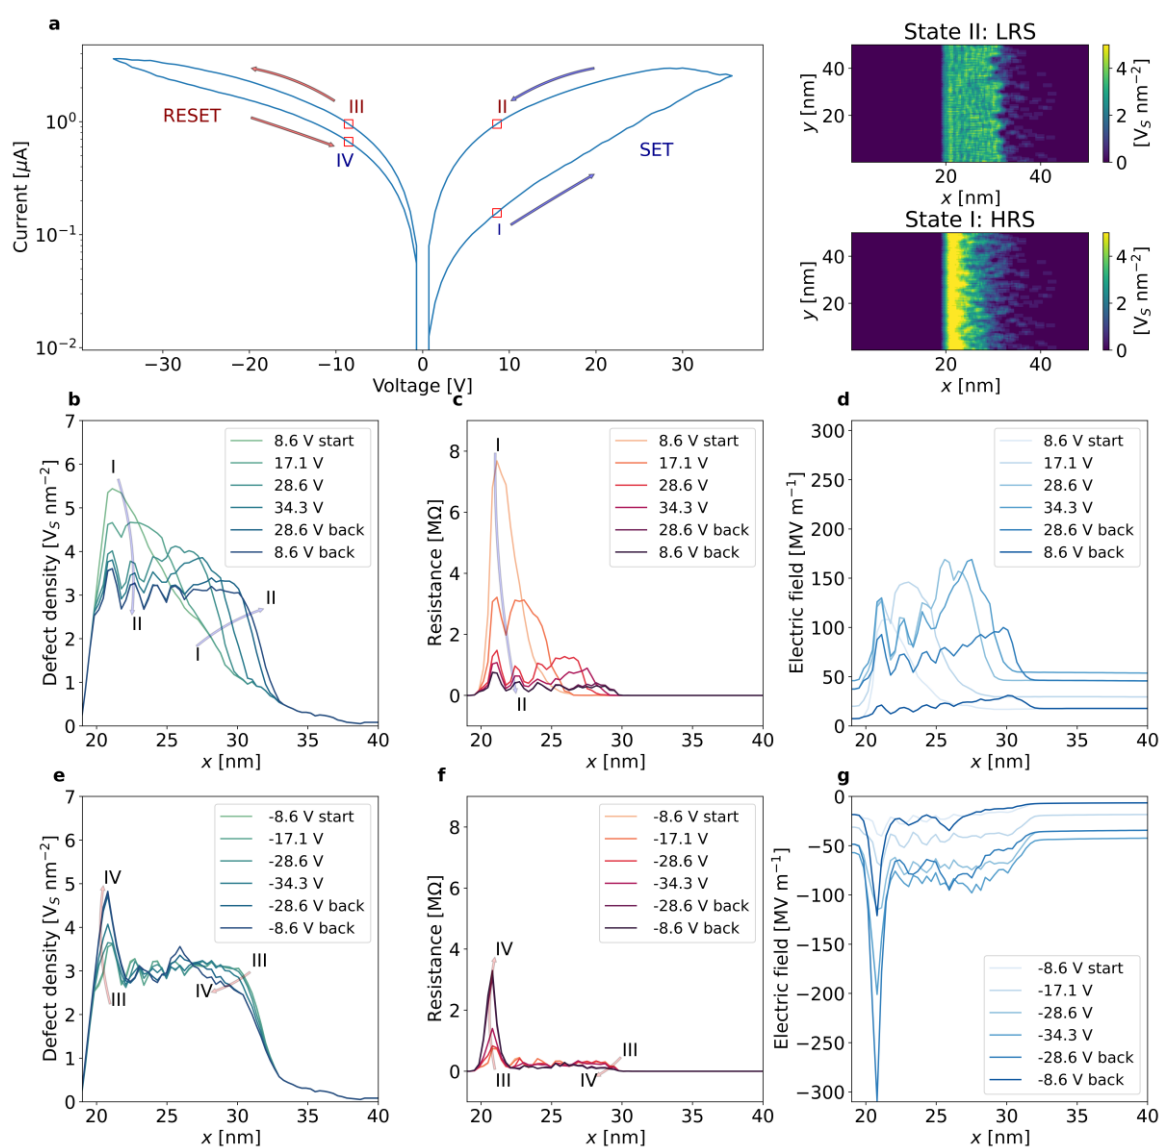 a
Current [μA]
10⁰
10⁻¹
10⁻²
RESET
III
IV
II
SET
I
−30 −20 −10 0 10 20 30
Voltage [V]
State II: LRS
y [nm]
40
20
20 40
x [nm]
4
2
0
[V_S nm⁻²]
State I: HRS
y [nm]
40
20
20 40
x [nm]
4
2
0
[V_S nm⁻²]
b
Defect density [V_S nm⁻²]
7
6
5
4
3
2
1
0
I
II
II
I
8.6 V start
17.1 V
28.6 V
34.3 V
28.6 V back
8.6 V back
20 25 30 35 40
x [nm]
c
Resistance [MΩ]
8
6
4
2
0
I
II
8.6 V start
17.1 V
28.6 V
34.3 V
28.6 V back
8.6 V back
20 25 30 35 40
x [nm]
d
Electric field [MV m⁻¹]
300
250
200
150
100
50
0
8.6 V start
17.1 V
28.6 V
34.3 V
28.6 V back
8.6 V back
20 25 30 35 40
x [nm]
e
Defect density [V_S nm⁻²]
7
6
5
4
3
2
1
0
IV
III
III
IV
-8.6 V start
-17.1 V
-28.6 V
-34.3 V
-28.6 V back
-8.6 V back
20 25 30 35 40
x [nm]
f
Resistance [MΩ]
8
6
4
2
0
IV
III
III
IV
-8.6 V start
-17.1 V
-28.6 V
-34.3 V
-28.6 V back
-8.6 V back
20 25 30 35 40
x [nm]
g
Electric field [MV m⁻¹]
0
−50
−100
−150
−200
−250
−300
-8.6 V start
-17.1 V
-28.6 V
-34.3 V
-28.6 V back
-8.6 V back
20 25 30 35 40
x [nm]